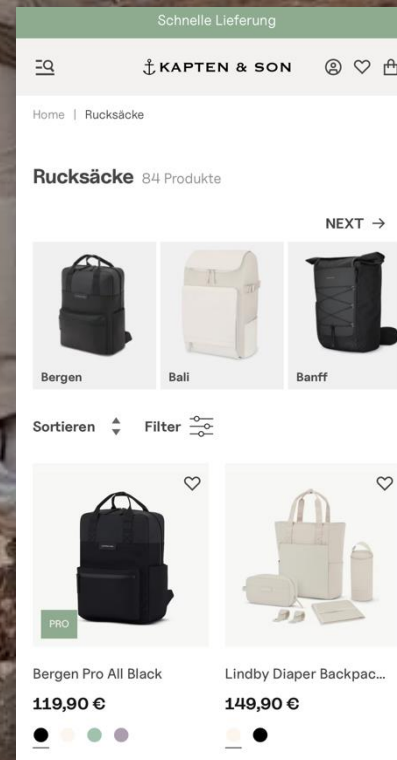 Schnelle Lieferung
KAPTEN & SON
Home | Rucksäcke
Rucksäcke 84 Produkte
NEXT →
Bergen
Bali
Banff
Sortieren Filter
PRO
Bergen Pro All Black
Lindby Diaper Backpac...
119,90 €
149,90 €